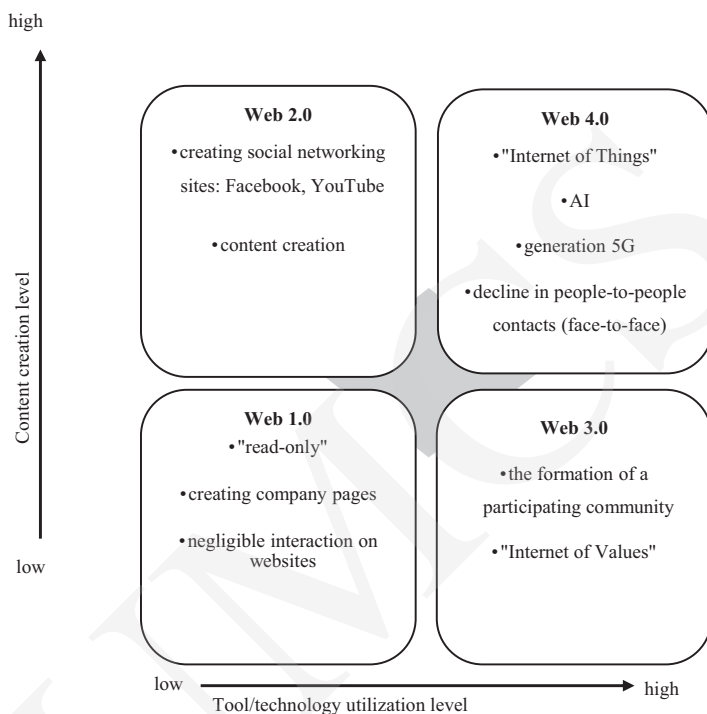 high
Web 2.0
•creating social networking
sites: Facebook, YouTube
•content creation
Web 4.0
•"Internet of Things"
•AI
•generation 5G
•decline in people-to-people
contacts (face-to-face)
Content creation level
Web 1.0
•"read-only"
•creating company pages
•negligible interaction on
websites
Web 3.0
•the formation of a
participating community
•"Internet of Values"
low
low
high
Tool/technology utilization level
UMCS